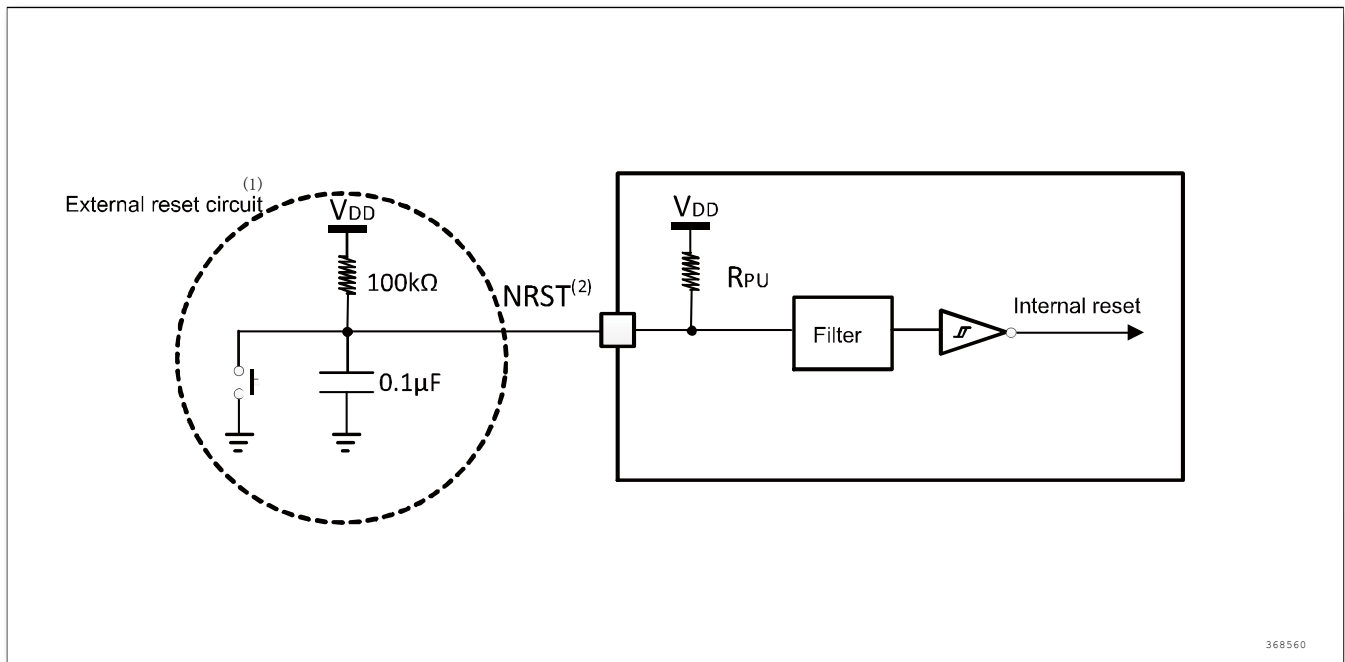 External reset circuit(1)
VDD
100kΩ
0.1μF
NRST(2)
VDD
RPU
Filter
Internal reset
368560